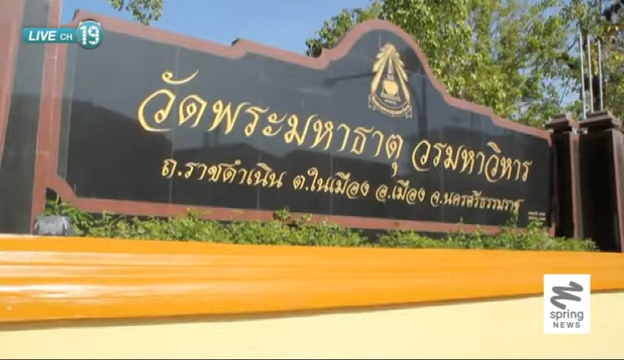 LIVE CH 19
วัดพระมหาธาตุ วรมหาวิหาร
ถ.ราชดำเนิน ต.ในเมือง อ.เมือง จ.นครศรีธรรมราช
spring
NEWS